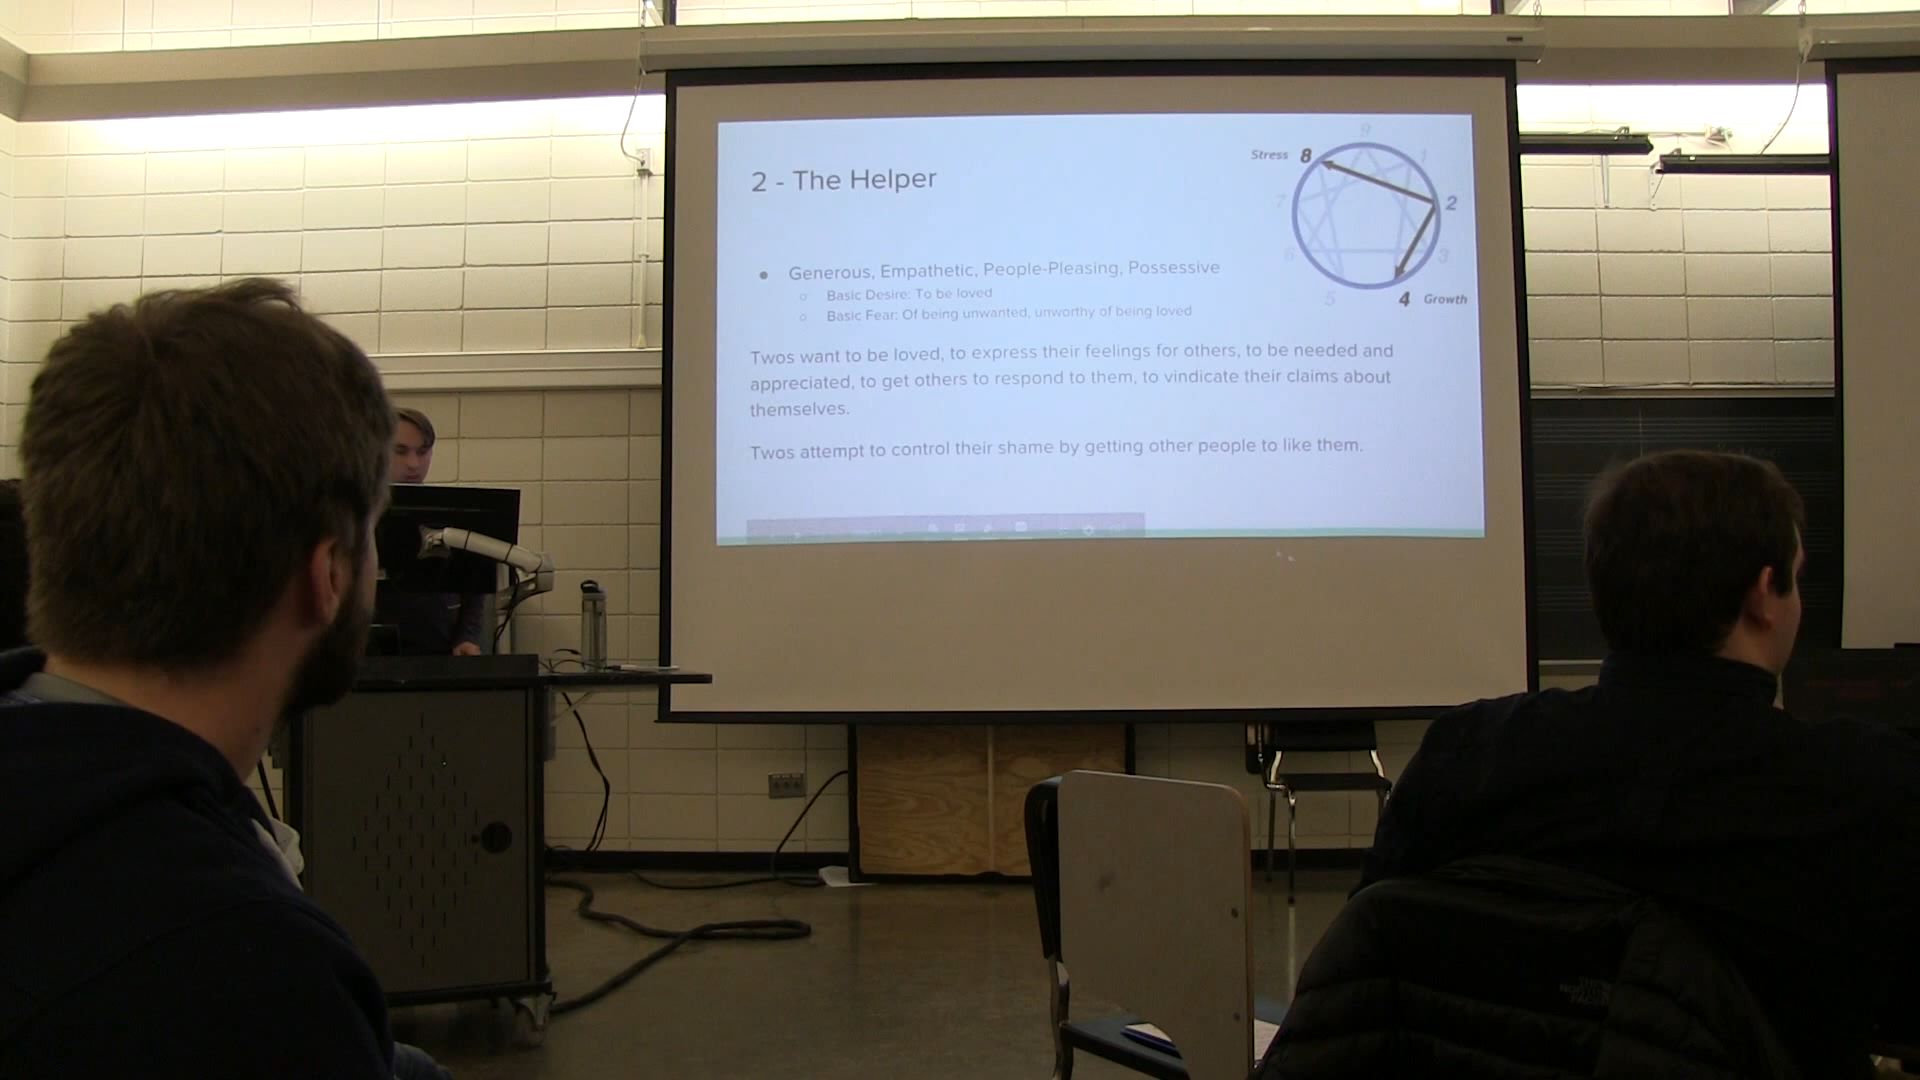 2 - The Helper
9
Stress 8
1
2
7
6
3
5
4 Growth
● Generous, Empathetic, People-Pleasing, Possessive
○ Basic Desire: To be loved
○ Basic Fear: Of being unwanted, unworthy of being loved
Twos want to be loved, to express their feelings for others, to be needed and
appreciated, to get others to respond to them, to vindicate their claims about
themselves.
Twos attempt to control their shame by getting other people to like them.
THE
NORTH
FACE